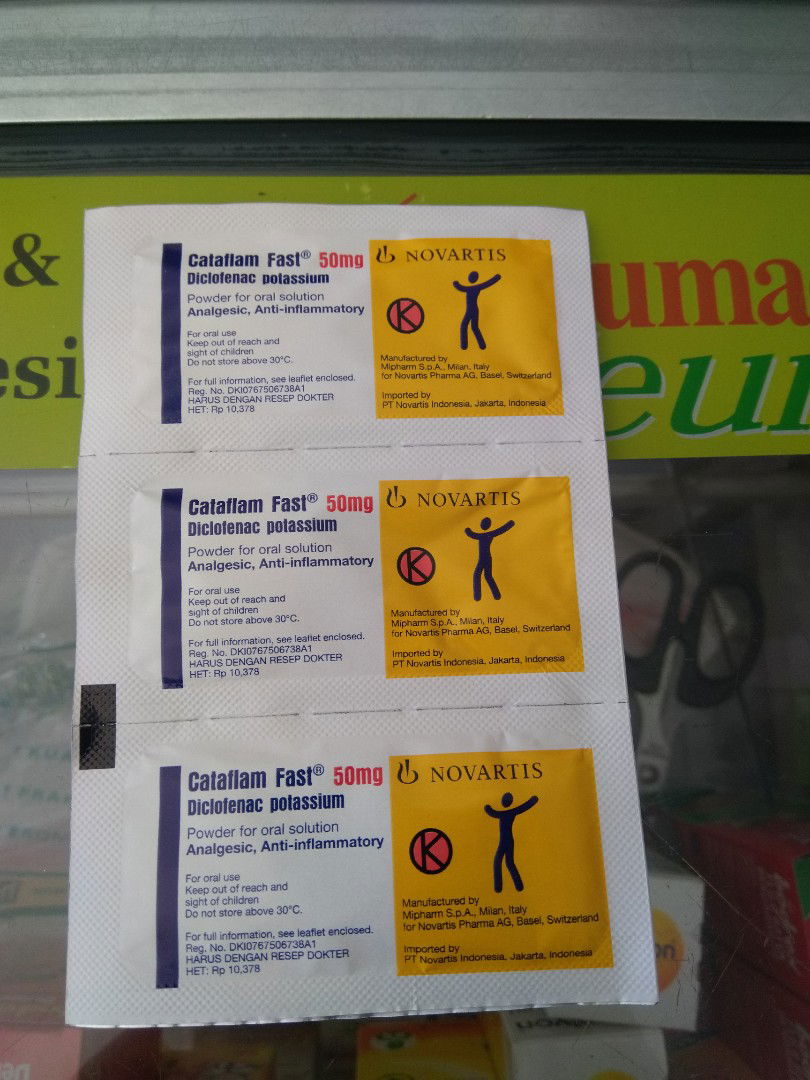 &
esi
uma
eur
Cataflam Fast® 50mg
Diclofenac potassium
Powder for oral solution
Analgesic, Anti-inflammatory
For oral use
Keep out of reach and
sight of children
Do not store above 30°C.
For full information, see leaflet enclosed.
Reg. No. DKI0767506738A1
HARUS DENGAN RESEP DOKTER
HET: Rp 10,378
NOVARTIS
K
Manufactured by
Mipharm S.p.A., Milan, Italy
for Novartis Pharma AG, Basel, Switzerland
Imported by
PT Novartis Indonesia, Jakarta, Indonesia
Cataflam Fast® 50mg
Diclofenac potassium
Powder for oral solution
Analgesic, Anti-inflammatory
For oral use
Keep out of reach and
sight of children
Do not store above 30°C.
For full information, see leaflet enclosed.
Reg. No. DKI0767506738A1
HARUS DENGAN RESEP DOKTER
HET: Rp 10,378
NOVARTIS
K
Manufactured by
Mipharm S.p.A., Milan, Italy
for Novartis Pharma AG, Basel, Switzerland
Imported by
PT Novartis Indonesia, Jakarta, Indonesia
Cataflam Fast® 50mg
Diclofenac potassium
Powder for oral solution
Analgesic, Anti-inflammatory
For oral use
Keep out of reach and
sight of children
Do not store above 30°C.
For full information, see leaflet enclosed.
Reg. No. DKI0767506738A1
HARUS DENGAN RESEP DOKTER
HET: Rp 10,378
NOVARTIS
K
Manufactured by
Mipharm S.p.A., Milan, Italy
for Novartis Pharma AG, Basel, Switzerland
Imported by
PT Novartis Indonesia, Jakarta, Indonesia